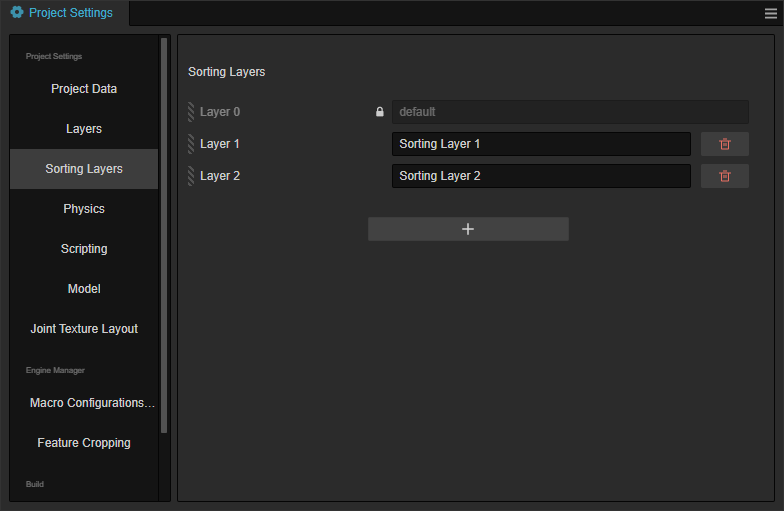 Project Settings
Project Settings
Project Data
Layers
Sorting Layers
Physics
Scripting
Model
Joint Texture Layout
Engine Manager
Macro Configurations...
Feature Cropping
Build
Sorting Layers
Layer 0 default
Layer 1 Sorting Layer 1
Layer 2 Sorting Layer 2